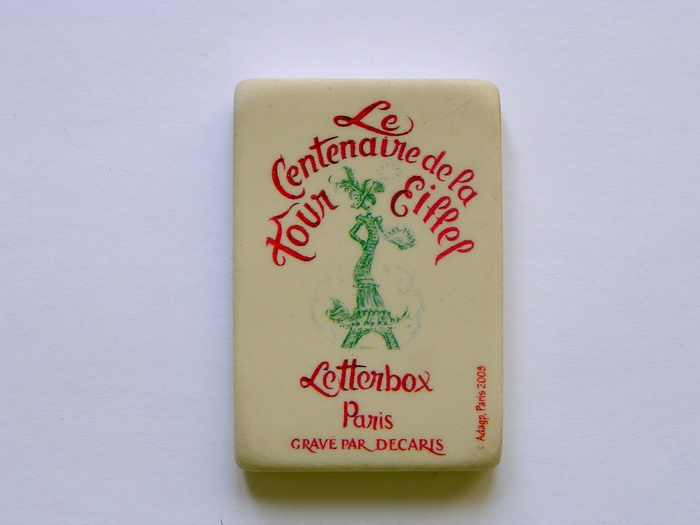 Le
Centenaire de la
Tour Eiffel
Letterbox
Paris
GRAVE PAR DECARIS
© Adagp, Paris 2008